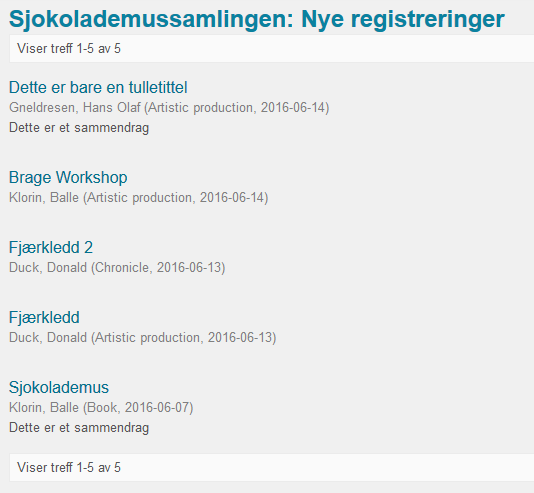 Sjokolademussamlingen: Nye registreringer
Viser treff 1-5 av 5
Dette er bare en tulletittel
Gneldresen, Hans Olaf (Artistic production, 2016-06-14)
Dette er et sammendrag
Brage Workshop
Klorin, Balle (Artistic production, 2016-06-14)
Fjærkledd 2
Duck, Donald (Chronicle, 2016-06-13)
Fjærkledd
Duck, Donald (Artistic production, 2016-06-13)
Sjokolademus
Klorin, Balle (Book, 2016-06-07)
Dette er et sammendrag
Viser treff 1-5 av 5